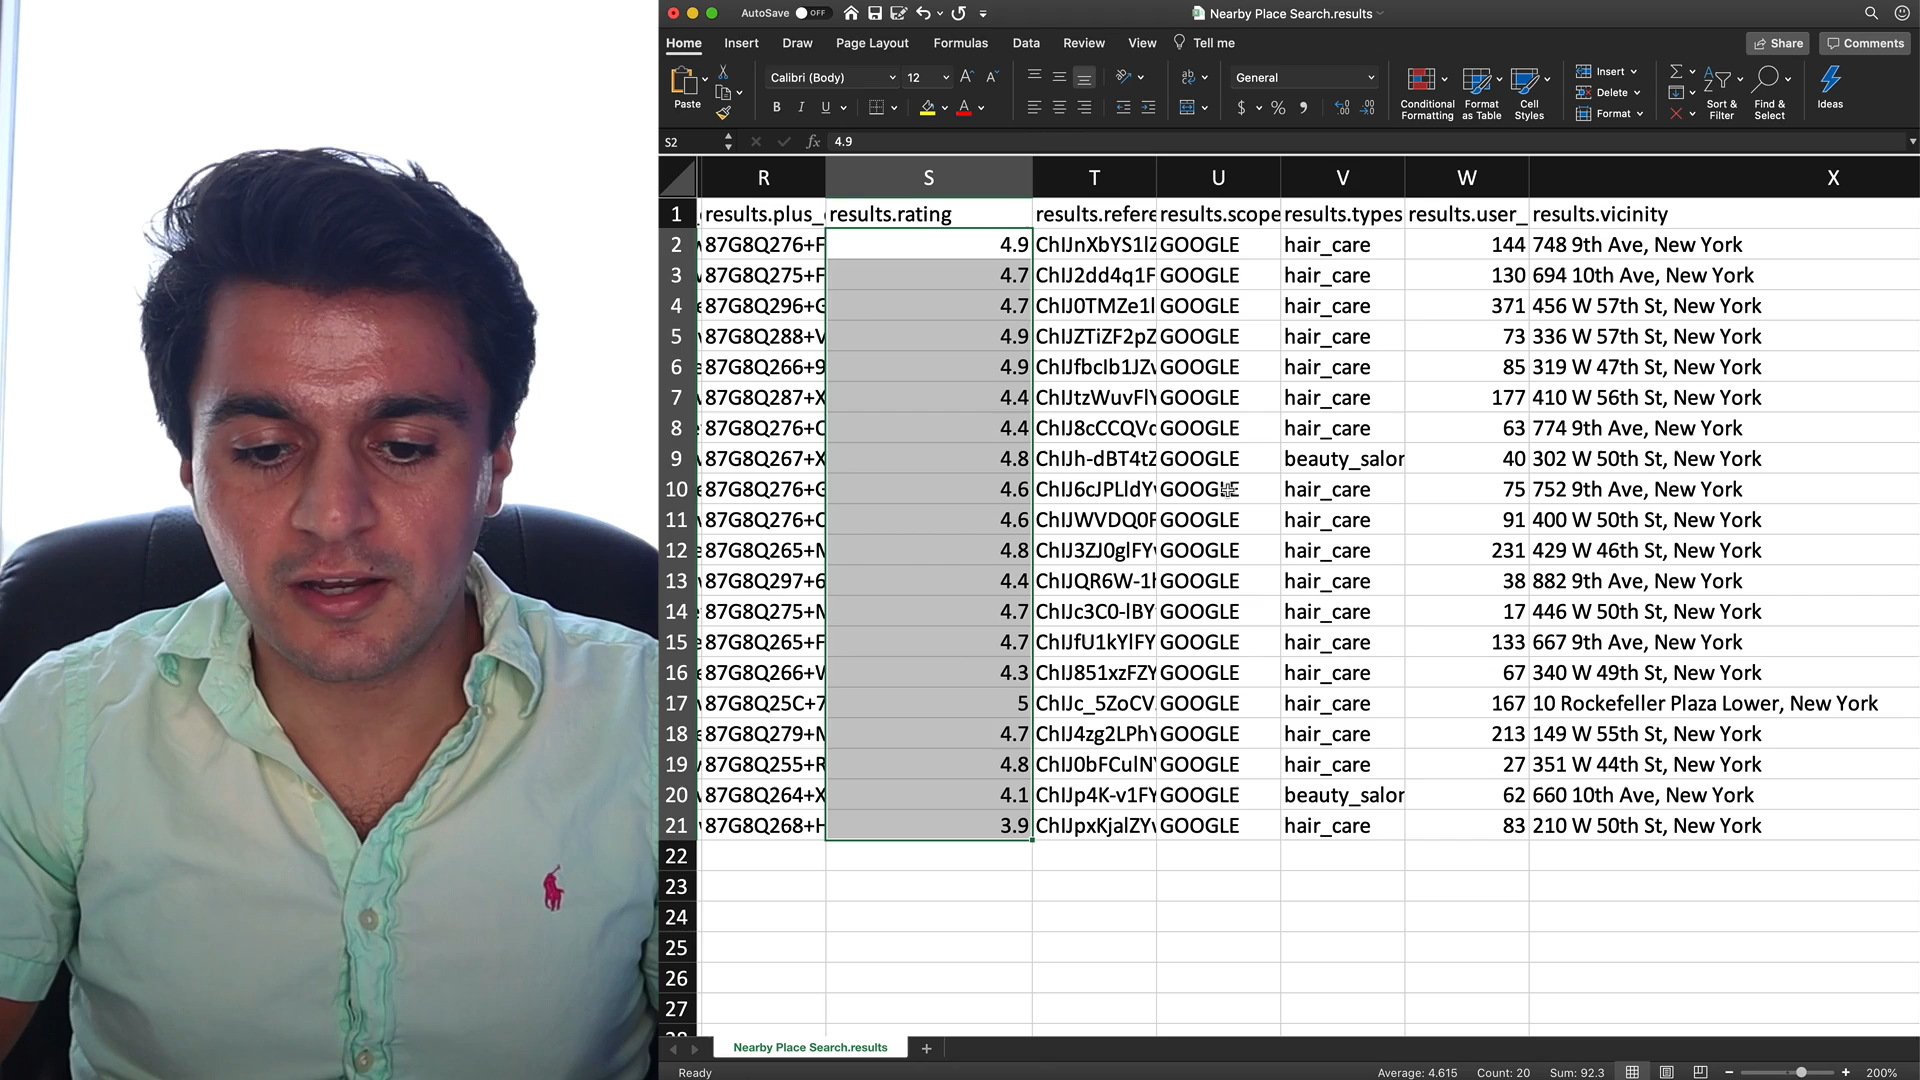 AutoSave OFF
Nearby Place Search.results
Home Insert Draw Page Layout Formulas Data Review View Tell me Share Comments
Paste
Calibri (Body) 12
General
B I U
$ % 
Conditional Formatting
Format as Table
Cell Styles
Insert
Delete
Format
Sort & Filter
Find & Select
Ideas
S2 fx 4.9
R S T U V W X
1 results.plus_ results.rating results.refere results.scope results.types results.user_ results.vicinity
2 87G8Q276+F 4.9 ChIJnXbYS1lZ GOOGLE hair_care 144 748 9th Ave, New York
3 87G8Q275+F 4.7 ChIJ2dd4q1F GOOGLE hair_care 130 694 10th Ave, New York
4 87G8Q296+G 4.7 ChIJ0TMZe1l GOOGLE hair_care 371 456 W 57th St, New York
5 87G8Q288+V 4.9 ChIJZTiZF2pZ GOOGLE hair_care 73 336 W 57th St, New York
6 87G8Q266+9 4.9 ChIJfbcIb1JZv GOOGLE hair_care 85 319 W 47th St, New York
7 87G8Q287+X 4.4 ChIJtzWuvFlY GOOGLE hair_care 177 410 W 56th St, New York
8 87G8Q276+C 4.4 ChIJ8cCCQVc GOOGLE hair_care 63 774 9th Ave, New York
9 87G8Q267+X 4.8 ChIJh-dBT4tZ GOOGLE beauty_salor 40 302 W 50th St, New York
10 87G8Q276+G 4.6 ChIJ6cJPLldY GOOGLE hair_care 75 752 9th Ave, New York
11 87G8Q276+C 4.6 ChIJWVDQ0F GOOGLE hair_care 91 400 W 50th St, New York
12 87G8Q265+M 4.8 ChIJ3ZJ0glFY GOOGLE hair_care 231 429 W 46th St, New York
13 87G8Q297+6 4.4 ChIJQR6W-1h GOOGLE hair_care 38 882 9th Ave, New York
14 87G8Q275+M 4.7 ChIJc3C0-lBY GOOGLE hair_care 17 446 W 50th St, New York
15 87G8Q265+F 4.7 ChIJfU1kYlFY GOOGLE hair_care 133 667 9th Ave, New York
16 87G8Q266+V 4.3 ChIJ851xzFZY GOOGLE hair_care 67 340 W 49th St, New York
17 87G8Q25C+7 5 ChIJc_5ZoCV GOOGLE hair_care 167 10 Rockefeller Plaza Lower, New York
18 87G8Q279+M 4.7 ChIJ4zg2LPhY GOOGLE hair_care 213 149 W 55th St, New York
19 87G8Q255+R 4.8 ChIJ0bFCulN GOOGLE hair_care 27 351 W 44th St, New York
20 87G8Q264+X 4.1 ChIJp4K-v1FY GOOGLE beauty_salor 62 660 10th Ave, New York
21 87G8Q268+H 3.9 ChIJpxKjalZY GOOGLE hair_care 83 210 W 50th St, New York
22
23
24
25
26
27
Nearby Place Search.results +
Ready Average: 4.615 Count: 20 Sum: 92.3 200%